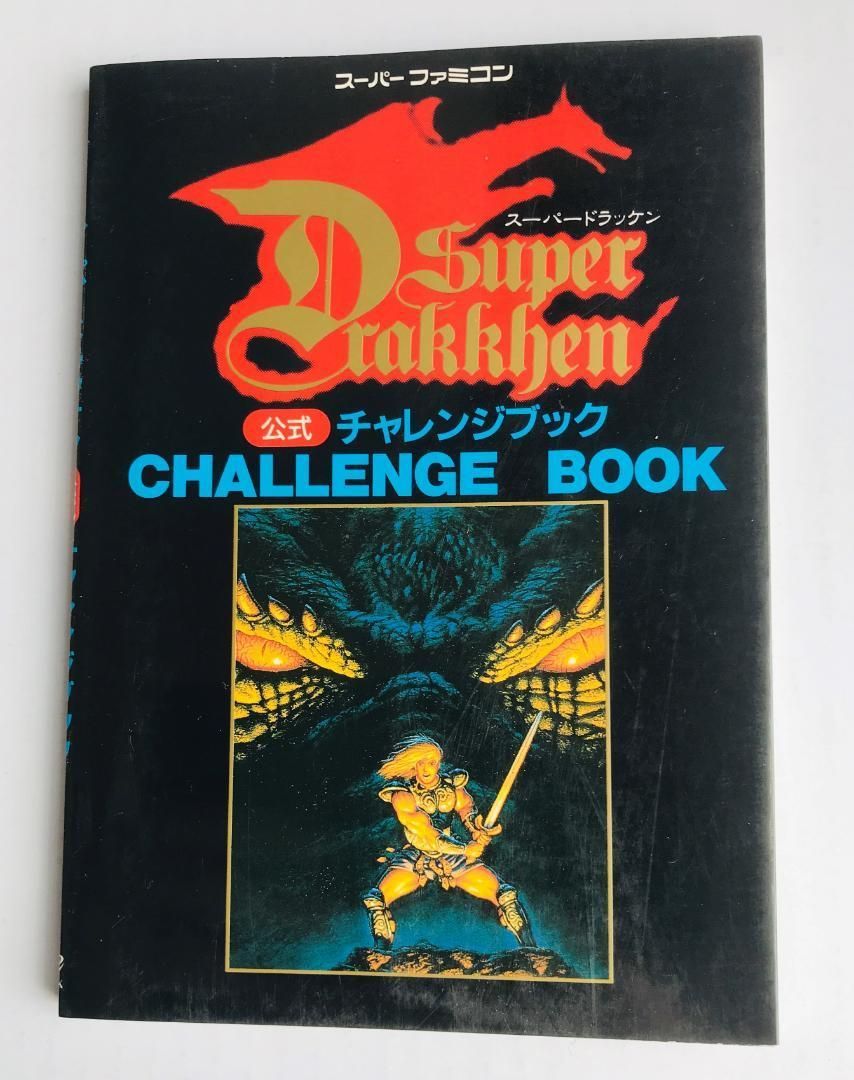 スーパーファミコン
スーパードラッケン
Super
Drakkhen
公式 チャレンジブック
CHALLENGE BOOK